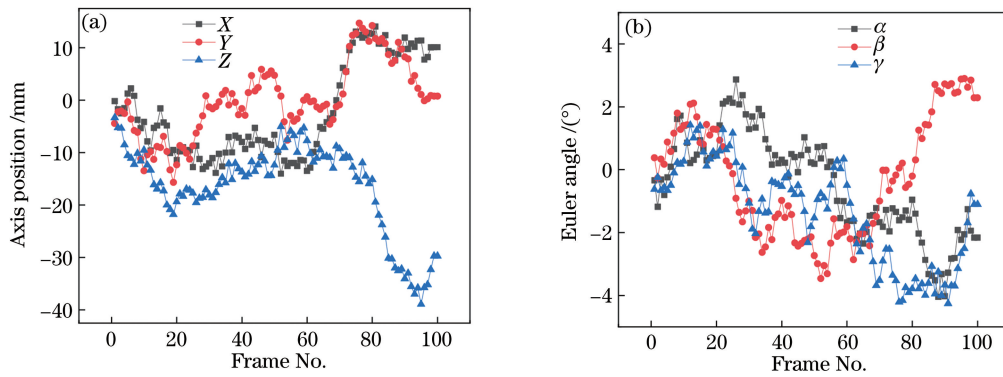 (a)
X
Y
Z
10
0
−10
−20
−30
−40
Axis position /mm
0 20 40 60 80 100
Frame No.
(b)
α
β
γ
4
2
0
−2
−4
Euler angle /(°)
0 20 40 60 80 100
Frame No.